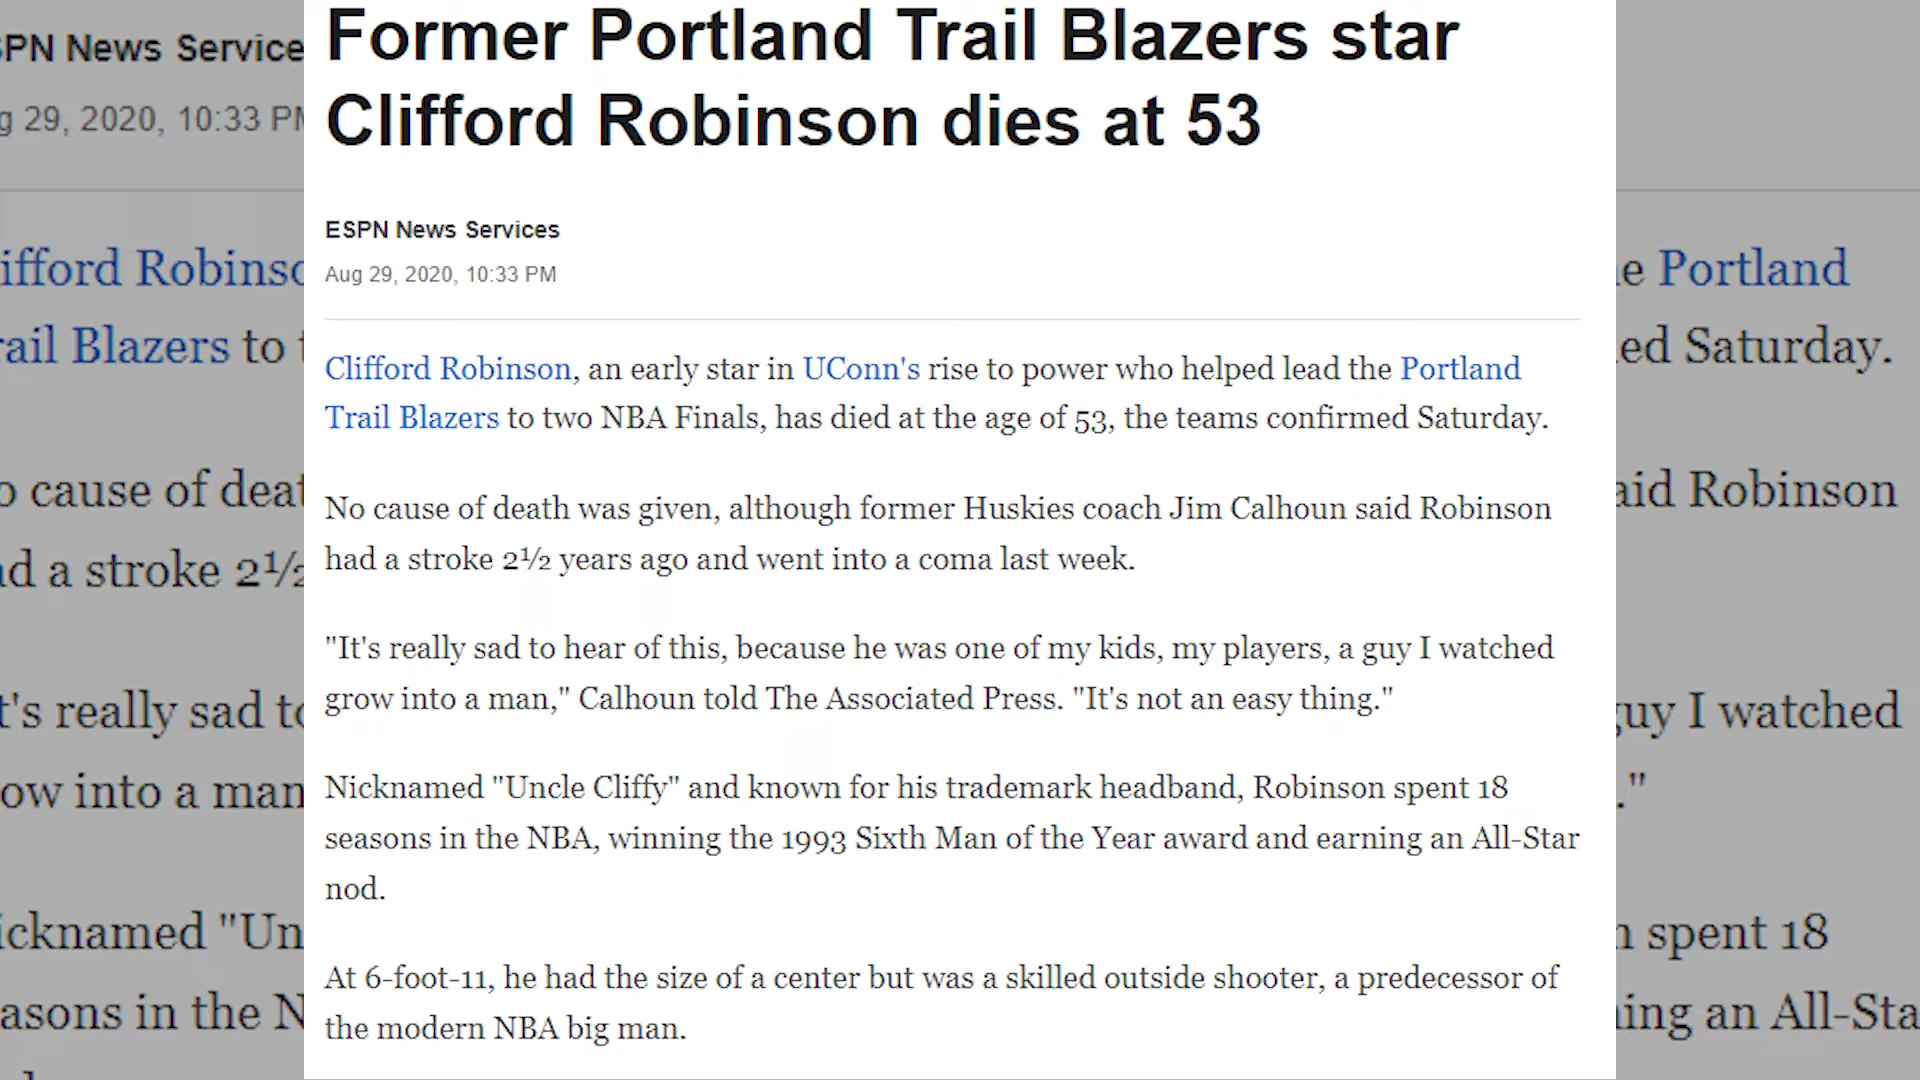 Former Portland Trail Blazers star
Clifford Robinson dies at 53
ESPN News Services
Aug 29, 2020, 10:33 PM
Clifford Robinson, an early star in UConn's rise to power who helped lead the Portland
Trail Blazers to two NBA Finals, has died at the age of 53, the teams confirmed Saturday.
No cause of death was given, although former Huskies coach Jim Calhoun said Robinson
had a stroke 2½ years ago and went into a coma last week.
"It's really sad to hear of this, because he was one of my kids, my players, a guy I watched
grow into a man," Calhoun told The Associated Press. "It's not an easy thing."
Nicknamed "Uncle Cliffy" and known for his trademark headband, Robinson spent 18
seasons in the NBA, winning the 1993 Sixth Man of the Year award and earning an All-Star
nod.
At 6-foot-11, he had the size of a center but was a skilled outside shooter, a predecessor of
the modern NBA big man.